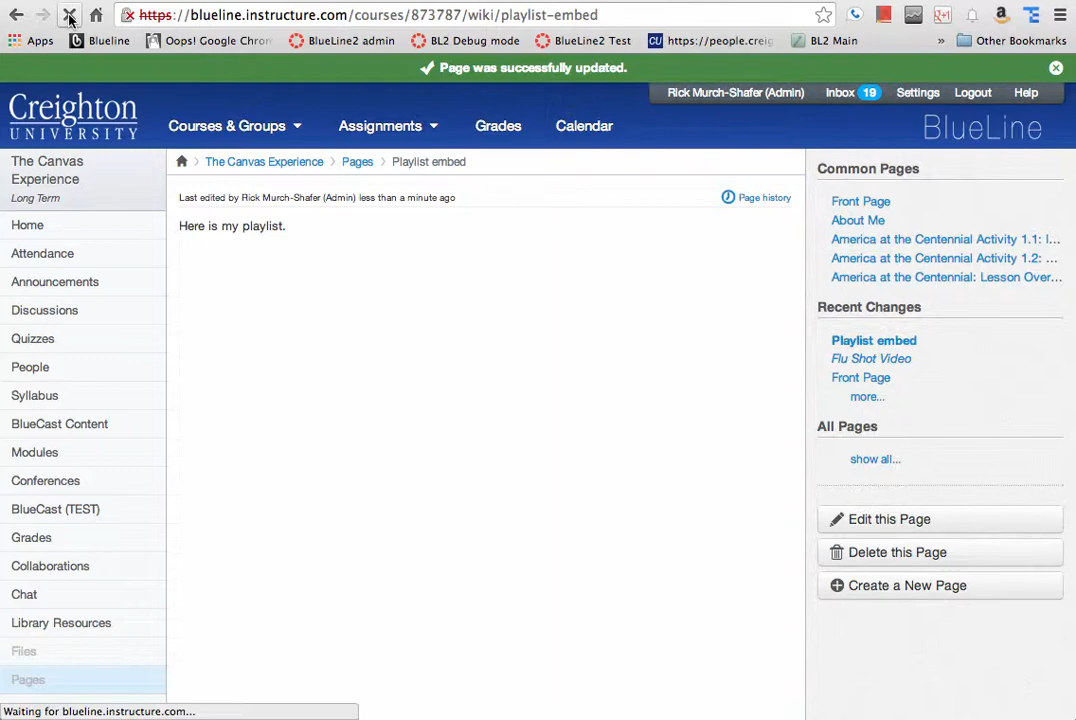 https://blueline.instructure.com/courses/873787/wiki/playlist-embed
Apps
b Blueline
Oops! Google Chrom
BlueLine2 admin
BL2 Debug mode
BlueLine2 Test
CU https://people.creig
BL2 Main
»
Other Bookmarks
Page was successfully updated.
Creighton
UNIVERSITY
Rick Murch-Shafer (Admin) Inbox 19 Settings Logout Help
Courses & Groups Assignments Grades Calendar
BlueLine
The Canvas
Experience
Long Term
Home
Attendance
Announcements
Discussions
Quizzes
People
Syllabus
BlueCast Content
Modules
Conferences
BlueCast (TEST)
Grades
Collaborations
Chat
Library Resources
Files
Pages
The Canvas Experience Pages Playlist embed
Last edited by Rick Murch-Shafer (Admin) less than a minute ago
Page history
Here is my playlist.
Common Pages
Front Page
About Me
America at the Centennial Activity 1.1: I...
America at the Centennial Activity 1.2: ...
America at the Centennial: Lesson Over...
Recent Changes
Playlist embed
Flu Shot Video
Front Page
more...
All Pages
show all...
Edit this Page
Delete this Page
Create a New Page
Waiting for blueline.instructure.com...